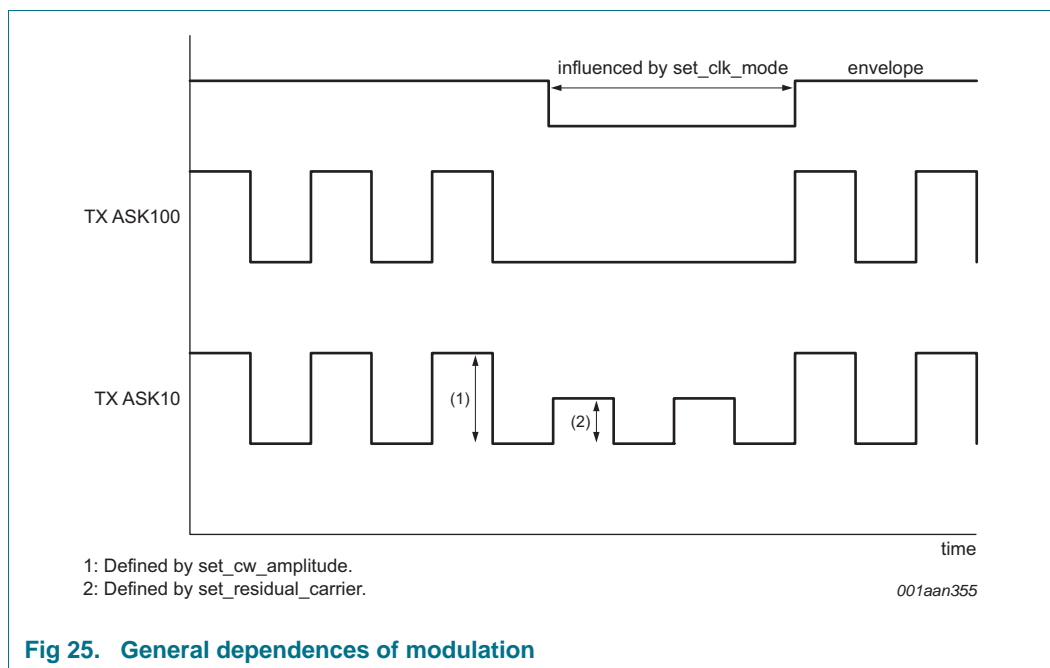 influenced by set_clk_mode
envelope
TX ASK100
TX ASK10
(1)
(2)
time
1: Defined by set_cw_amplitude.
2: Defined by set_residual_carrier.
001aan355
Fig 25. General dependences of modulation